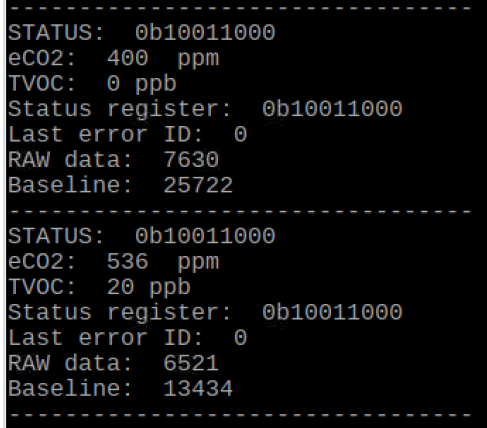 ---------------------------------
STATUS:  0b10011000
eCO2:  400  ppm
TVOC:  0 ppb
Status register:  0b10011000
Last error ID:  0
RAW data:  7630
Baseline:  25722
---------------------------------
STATUS:  0b10011000
eCO2:  536  ppm
TVOC:  20 ppb
Status register:  0b10011000
Last error ID:  0
RAW data:  6521
Baseline:  13434
---------------------------------